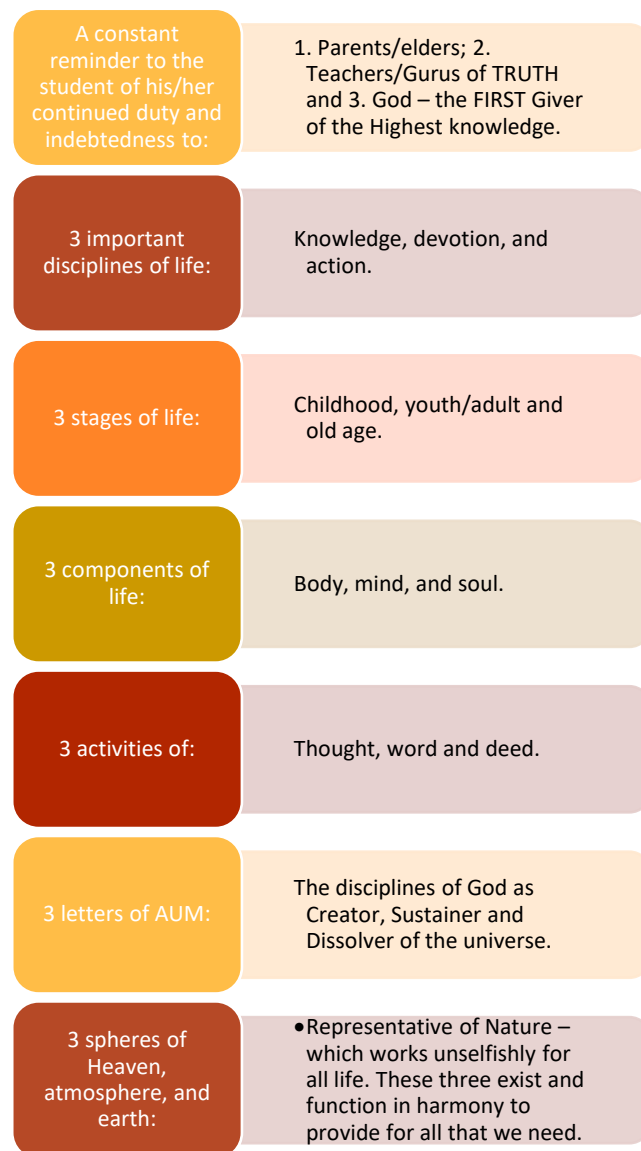 A constant
reminder to the
student of his/her
continued duty and
indebtedness to:
1. Parents/elders; 2.
Teachers/Gurus of TRUTH
and 3. God – the FIRST Giver
of the Highest knowledge.
3 important
disciplines of life:
Knowledge, devotion, and
action.
3 stages of life:
Childhood, youth/adult and
old age.
3 components of
life:
Body, mind, and soul.
3 activities of:
Thought, word and deed.
3 letters of AUM:
The disciplines of God as
Creator, Sustainer and
Dissolver of the universe.
3 spheres of
Heaven,
atmosphere, and
earth:
•Representative of Nature –
which works unselfishly for
all life. These three exist and
function in harmony to
provide for all that we need.